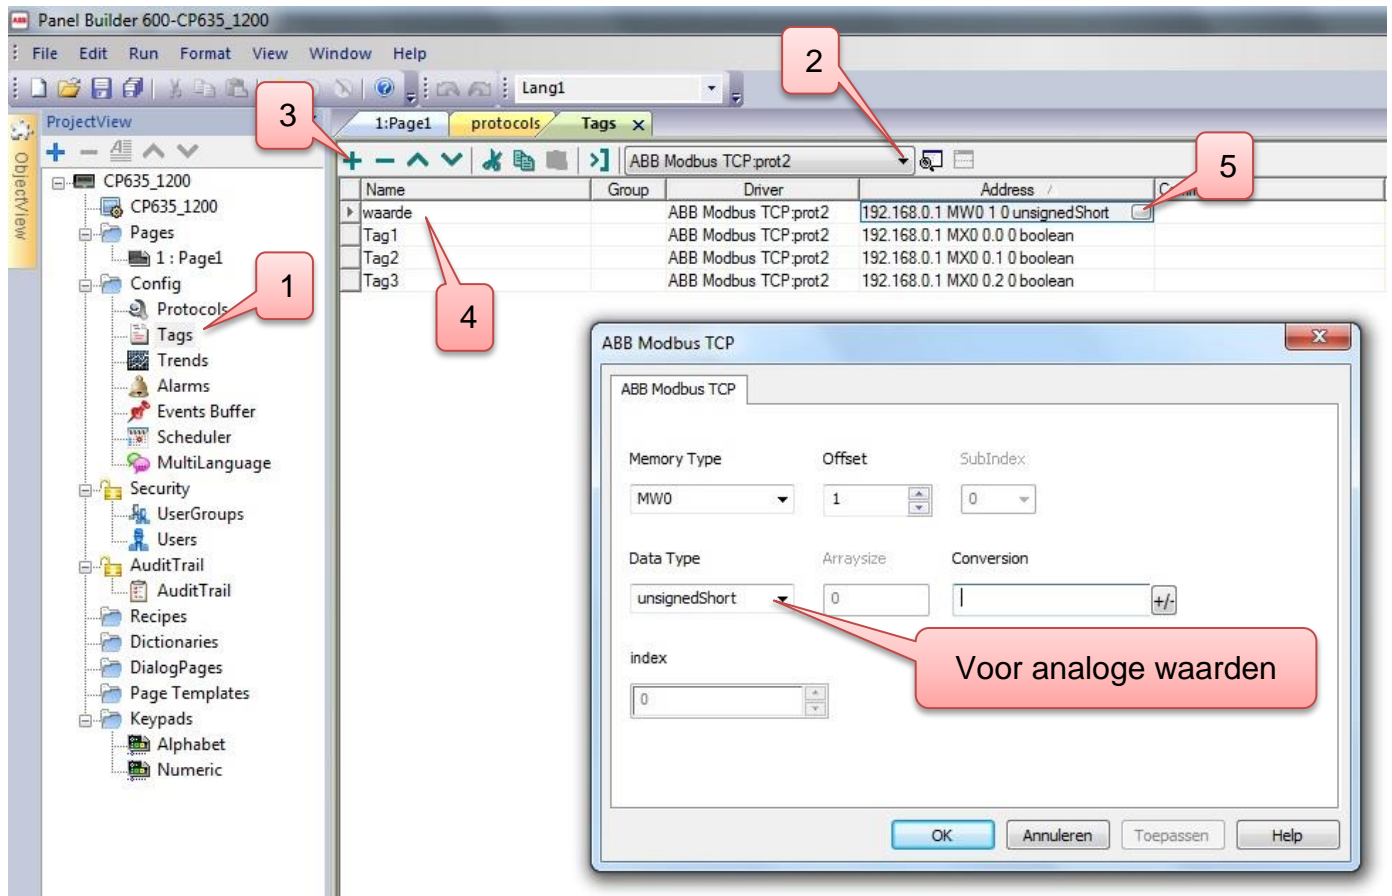 Panel Builder 600-CP635_1200
File Edit Run Format View Window Help
Lang1
2
3
ProjectView
1:Page1 protocols Tags x
ObjectView
ABB Modbus TCP:prot2
5
Name Group Driver Address
waarde ABB Modbus TCP:prot2 192.168.0.1 MW0 1 0 unsignedShort
Tag1 ABB Modbus TCP:prot2 192.168.0.1 MX0 0.0 0 boolean
Tag2 ABB Modbus TCP:prot2 192.168.0.1 MX0 0.1 0 boolean
Tag3 ABB Modbus TCP:prot2 192.168.0.1 MX0 0.2 0 boolean
4
CP635_1200
CP635_1200
Pages
1 : Page1
Config
1
Protocols
Tags
Trends
Alarms
Events Buffer
Scheduler
MultiLanguage
Security
UserGroups
Users
AuditTrail
AuditTrail
Recipes
Dictionaries
DialogPages
Page Templates
Keypads
Alphabet
Numeric
ABB Modbus TCP
ABB Modbus TCP
Memory Type Offset SubIndex
MW0 1 0
Data Type Arraysize Conversion
unsignedShort 0 +/-
Voor analoge waarden
index
0
OK Annuleren Toepassen Help